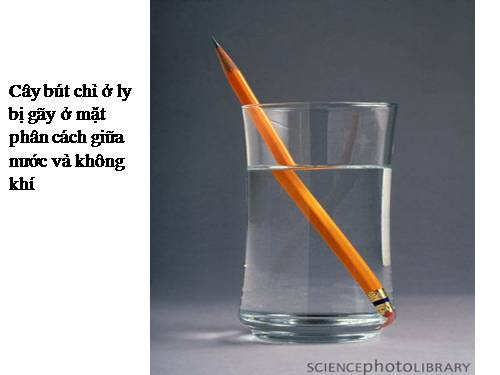 Cây bút chì ở ly
bị gãy ở mặt
phân cách giữa
nước và không
khí
SCIENCEphotoLIBRARY